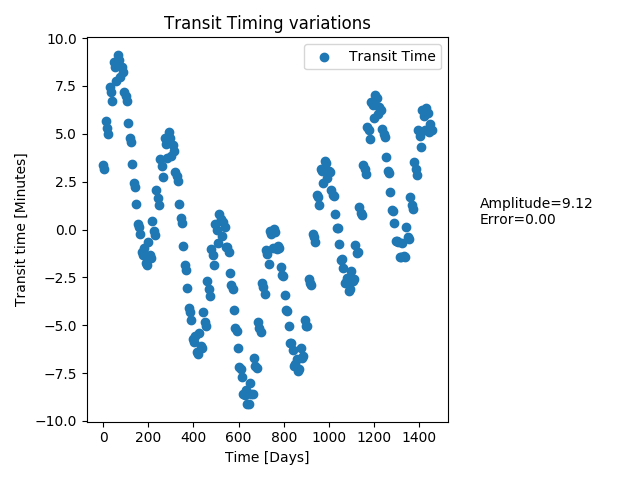 Transit Timing variations
10.0
7.5
5.0
2.5
0.0
−2.5
−5.0
−7.5
−10.0
Transit time [Minutes]
Transit Time
0
200
400
600
800
1000
1200
1400
Time [Days]
Amplitude=9.12
Error=0.00